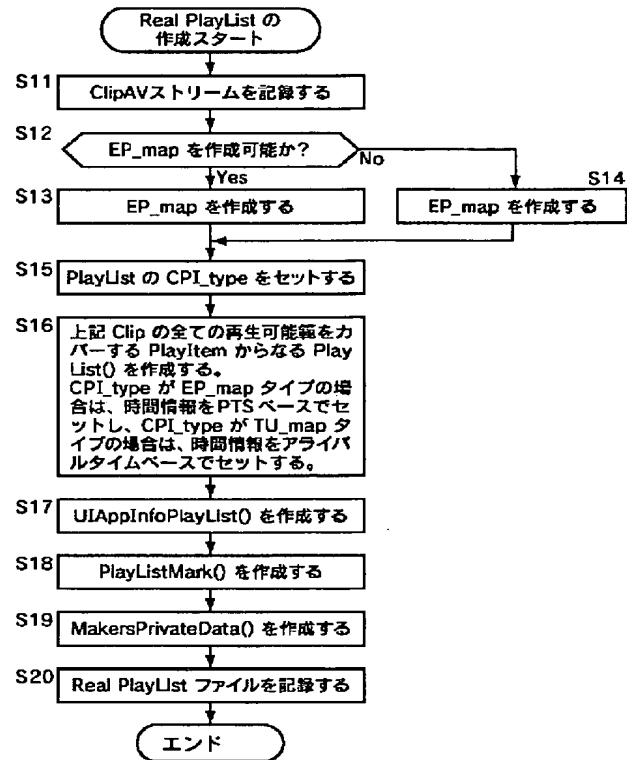 Real PlayList の
作成スタート
S11
ClipAVストリームを記録する
S12
EP_map を作成可能か?
No
Yes
S13
EP_map を作成する
S14
EP_map を作成する
S15
PlayList の CPI_type をセットする
S16
上記 Clip の全ての再生可能範をカ
バーする PlayItem からなる Play
List() を作成する。
CPI_type が EP_map タイプの場
合は、時間情報をPTSベースでセ
ットし、CPI_type が TU_map タ
イプの場合は、時間情報をアライバ
ルタイムベースでセットする。
S17
UIAppInfoPlayList() を作成する
S18
PlayListMark() を作成する
S19
MakersPrivateData() を作成する
S20
Real PlayList ファイルを記録する
エンド